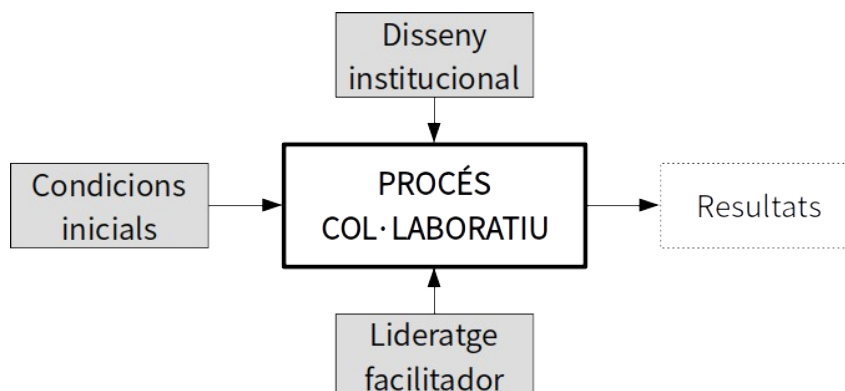 Disseny
institucional
Condicions
inicials
PROCÉS
COL·LABORATIU
Resultats
Lideratge
facilitador